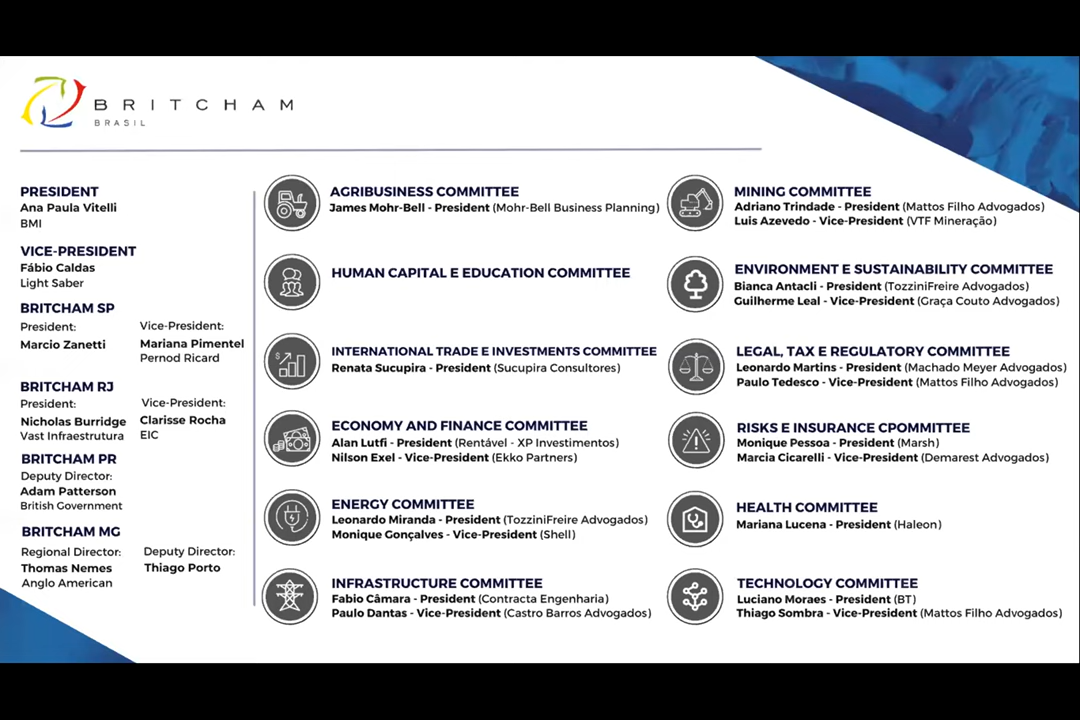 BRITCHAM
BRASIL
PRESIDENT
Ana Paula Vitelli
BMI
VICE-PRESIDENT
Fábio Caldas
Light Saber
BRITCHAM SP
President:
Marcio Zanetti
Vice-President:
Mariana Pimentel
Pernod Ricard
BRITCHAM RJ
President:
Nicholas Burridge
Vast Infraestrutura
Vice-President:
Clarisse Rocha
EIC
BRITCHAM PR
Deputy Director:
Adam Patterson
British Government
BRITCHAM MG
Regional Director:
Thomas Nemes
Anglo American
Deputy Director:
Thiago Porto
AGRIBUSINESS COMMITTEE
James Mohr-Bell - President (Mohr-Bell Business Planning)
HUMAN CAPITAL E EDUCATION COMMITTEE
$
INTERNATIONAL TRADE E INVESTMENTS COMMITTEE
Renata Sucupira - President (Sucupira Consultores)
ECONOMY AND FINANCE COMMITTEE
Alan Lutfi - President (Rentável - XP Investimentos)
Nilson Exel - Vice-President (Ekko Partners)
ENERGY COMMITTEE
Leonardo Miranda - President (TozziniFreire Advogados)
Monique Gonçalves - Vice-President (Shell)
INFRASTRUCTURE COMMITTEE
Fabio Câmara - President (Contracta Engenharia)
Paulo Dantas - Vice-President (Castro Barros Advogados)
MINING COMMITTEE
Adriano Trindade - President (Mattos Filho Advogados)
Luis Azevedo - Vice-President (VTF Mineração)
ENVIRONMENT E SUSTAINABILITY COMMITTEE
Bianca Antacli - President (TozziniFreire Advogados)
Guilherme Leal - Vice-President (Graça Couto Advogados)
LEGAL, TAX E REGULATORY COMMITTEE
Leonardo Martins - President (Machado Meyer Advogados)
Paulo Tedesco - Vice-President (Mattos Filho Advogados)
RISKS E INSURANCE CPOMMITTEE
Monique Pessoa - President (Marsh)
Marcia Cicarelli - Vice-President (Demarest Advogados)
HEALTH COMMITTEE
Mariana Lucena - President (Haleon)
TECHNOLOGY COMMITTEE
Luciano Moraes - President (BT)
Thiago Sombra - Vice-President (Mattos Filho Advogados)